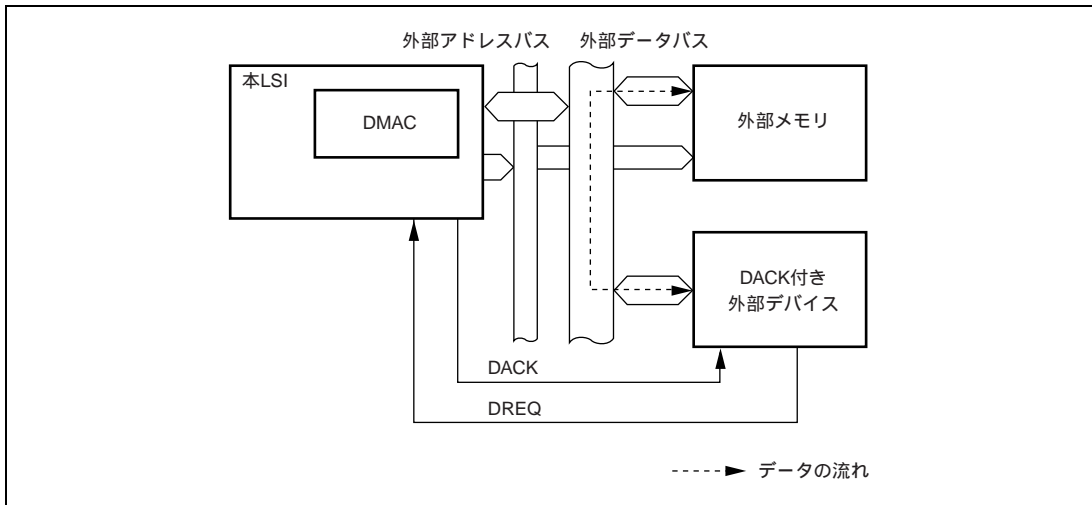 外部アドレスバス
外部データバス
本LSI
DMAC
外部メモリ
DACK付き
外部デバイス
DACK
DREQ
データの流れ